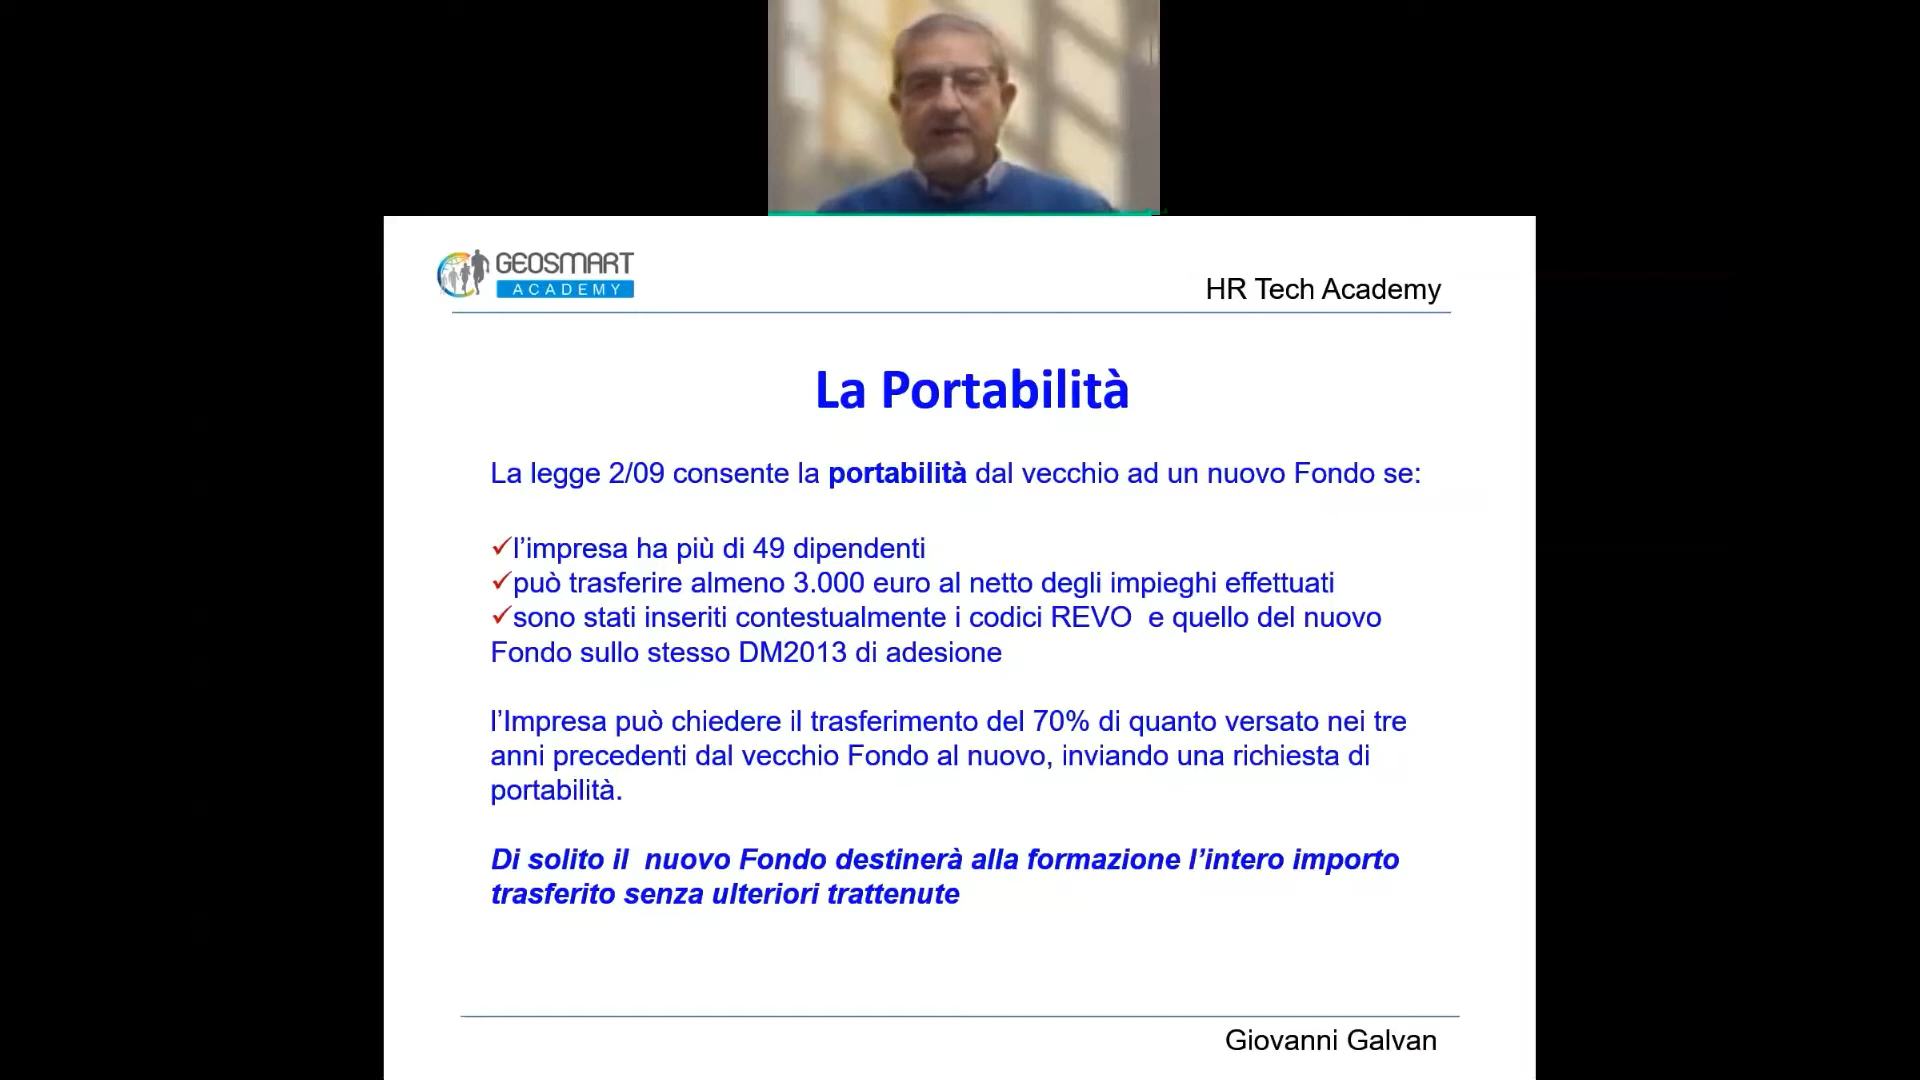 GEOSMART
ACADEMY
HR Tech Academy
La Portabilità
La legge 2/09 consente la portabilità dal vecchio ad un nuovo Fondo se:
✓l’impresa ha più di 49 dipendenti
✓può trasferire almeno 3.000 euro al netto degli impieghi effettuati
✓sono stati inseriti contestualmente i codici REVO  e quello del nuovo
Fondo sullo stesso DM2013 di adesione
l’Impresa può chiedere il trasferimento del 70% di quanto versato nei tre
anni precedenti dal vecchio Fondo al nuovo, inviando una richiesta di
portabilità.
Di solito il  nuovo Fondo destinerà alla formazione l’intero importo
trasferito senza ulteriori trattenute
Giovanni Galvan